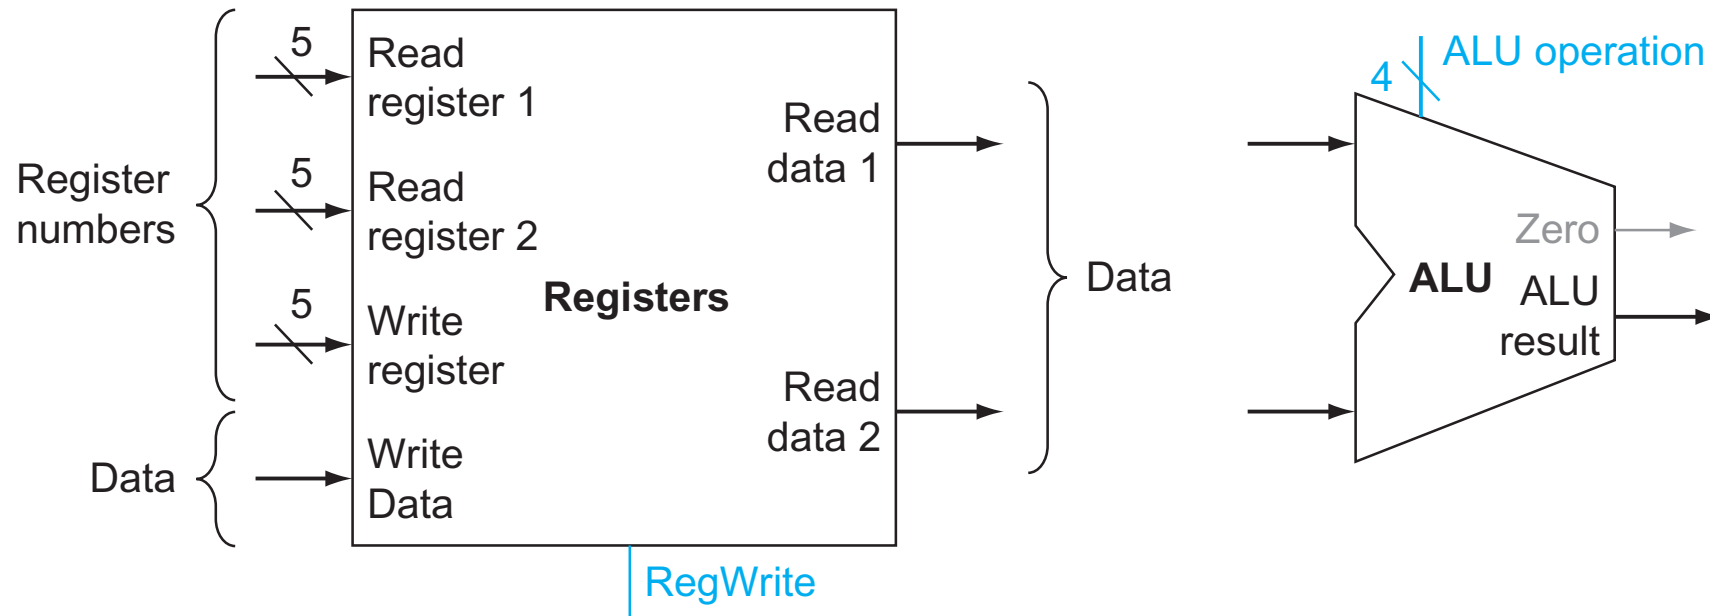 Register
numbers
Data
5
Read
register 1
5
Read
register 2
5
Write
register
Write
Data
Registers
Read
data 1
Read
data 2
RegWrite
Data
4
ALU operation
ALU
Zero
ALU
result